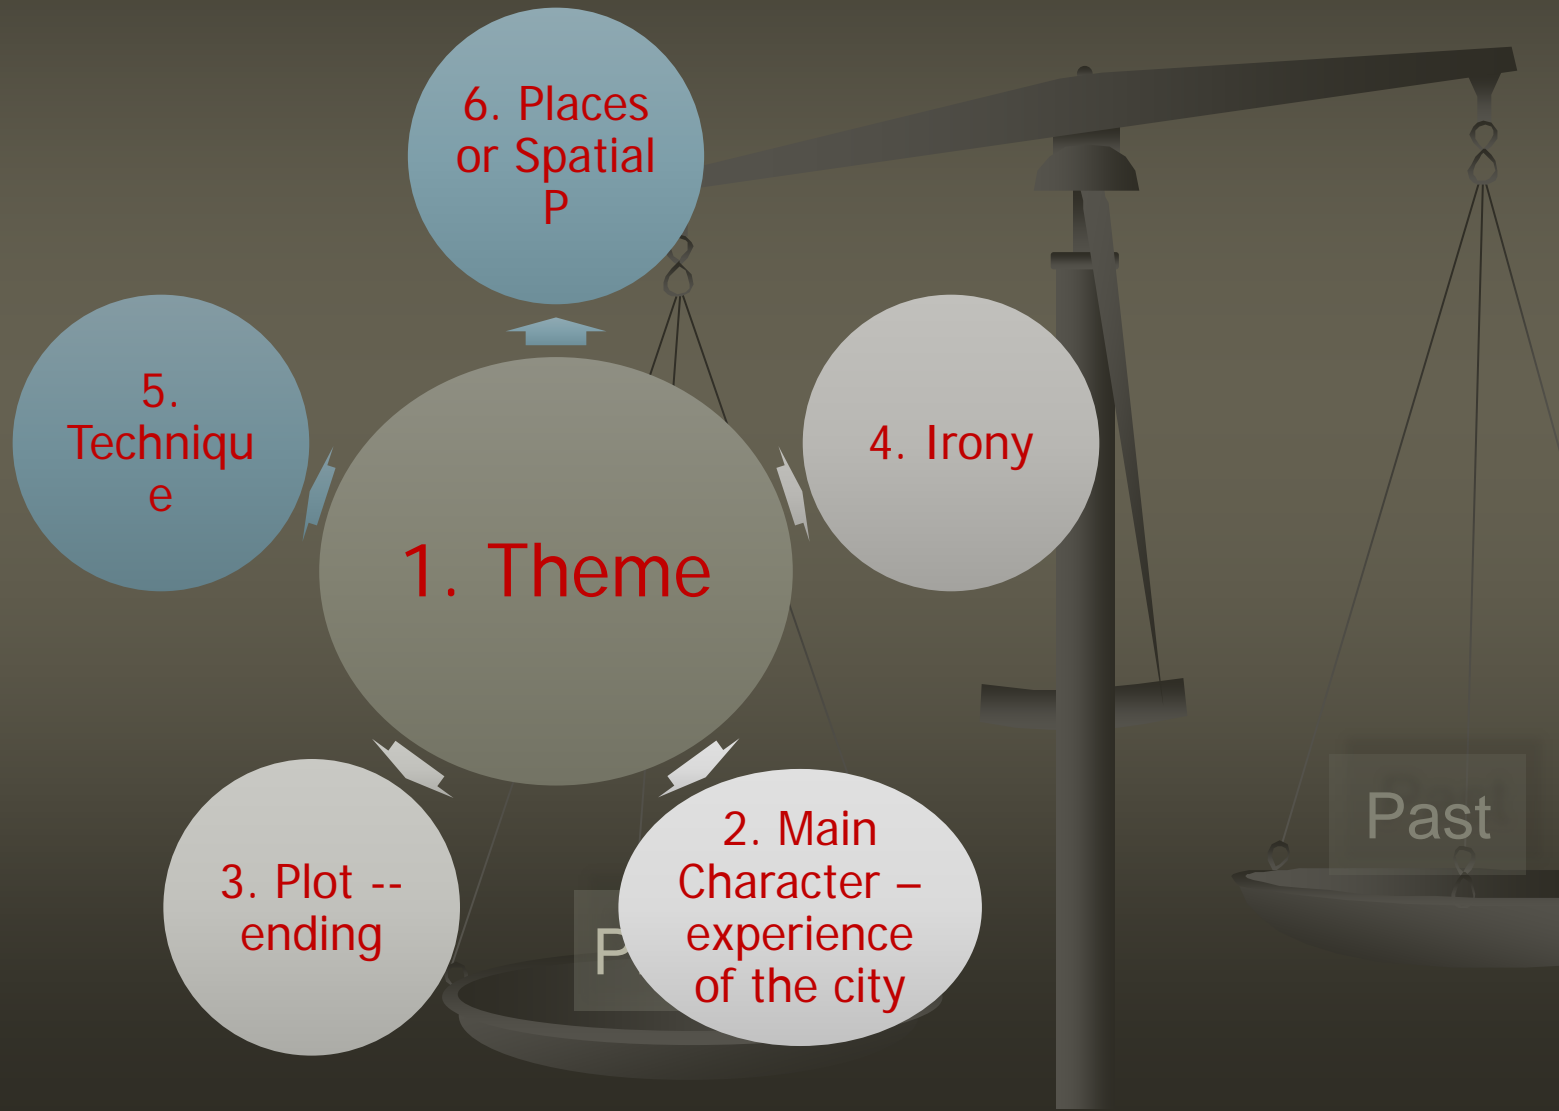 6. Places
or Spatial
P
5.
Techniqu
e
4. Irony
1. Theme
3. Plot --
ending
2. Main
Character –
experience
of the city
Past